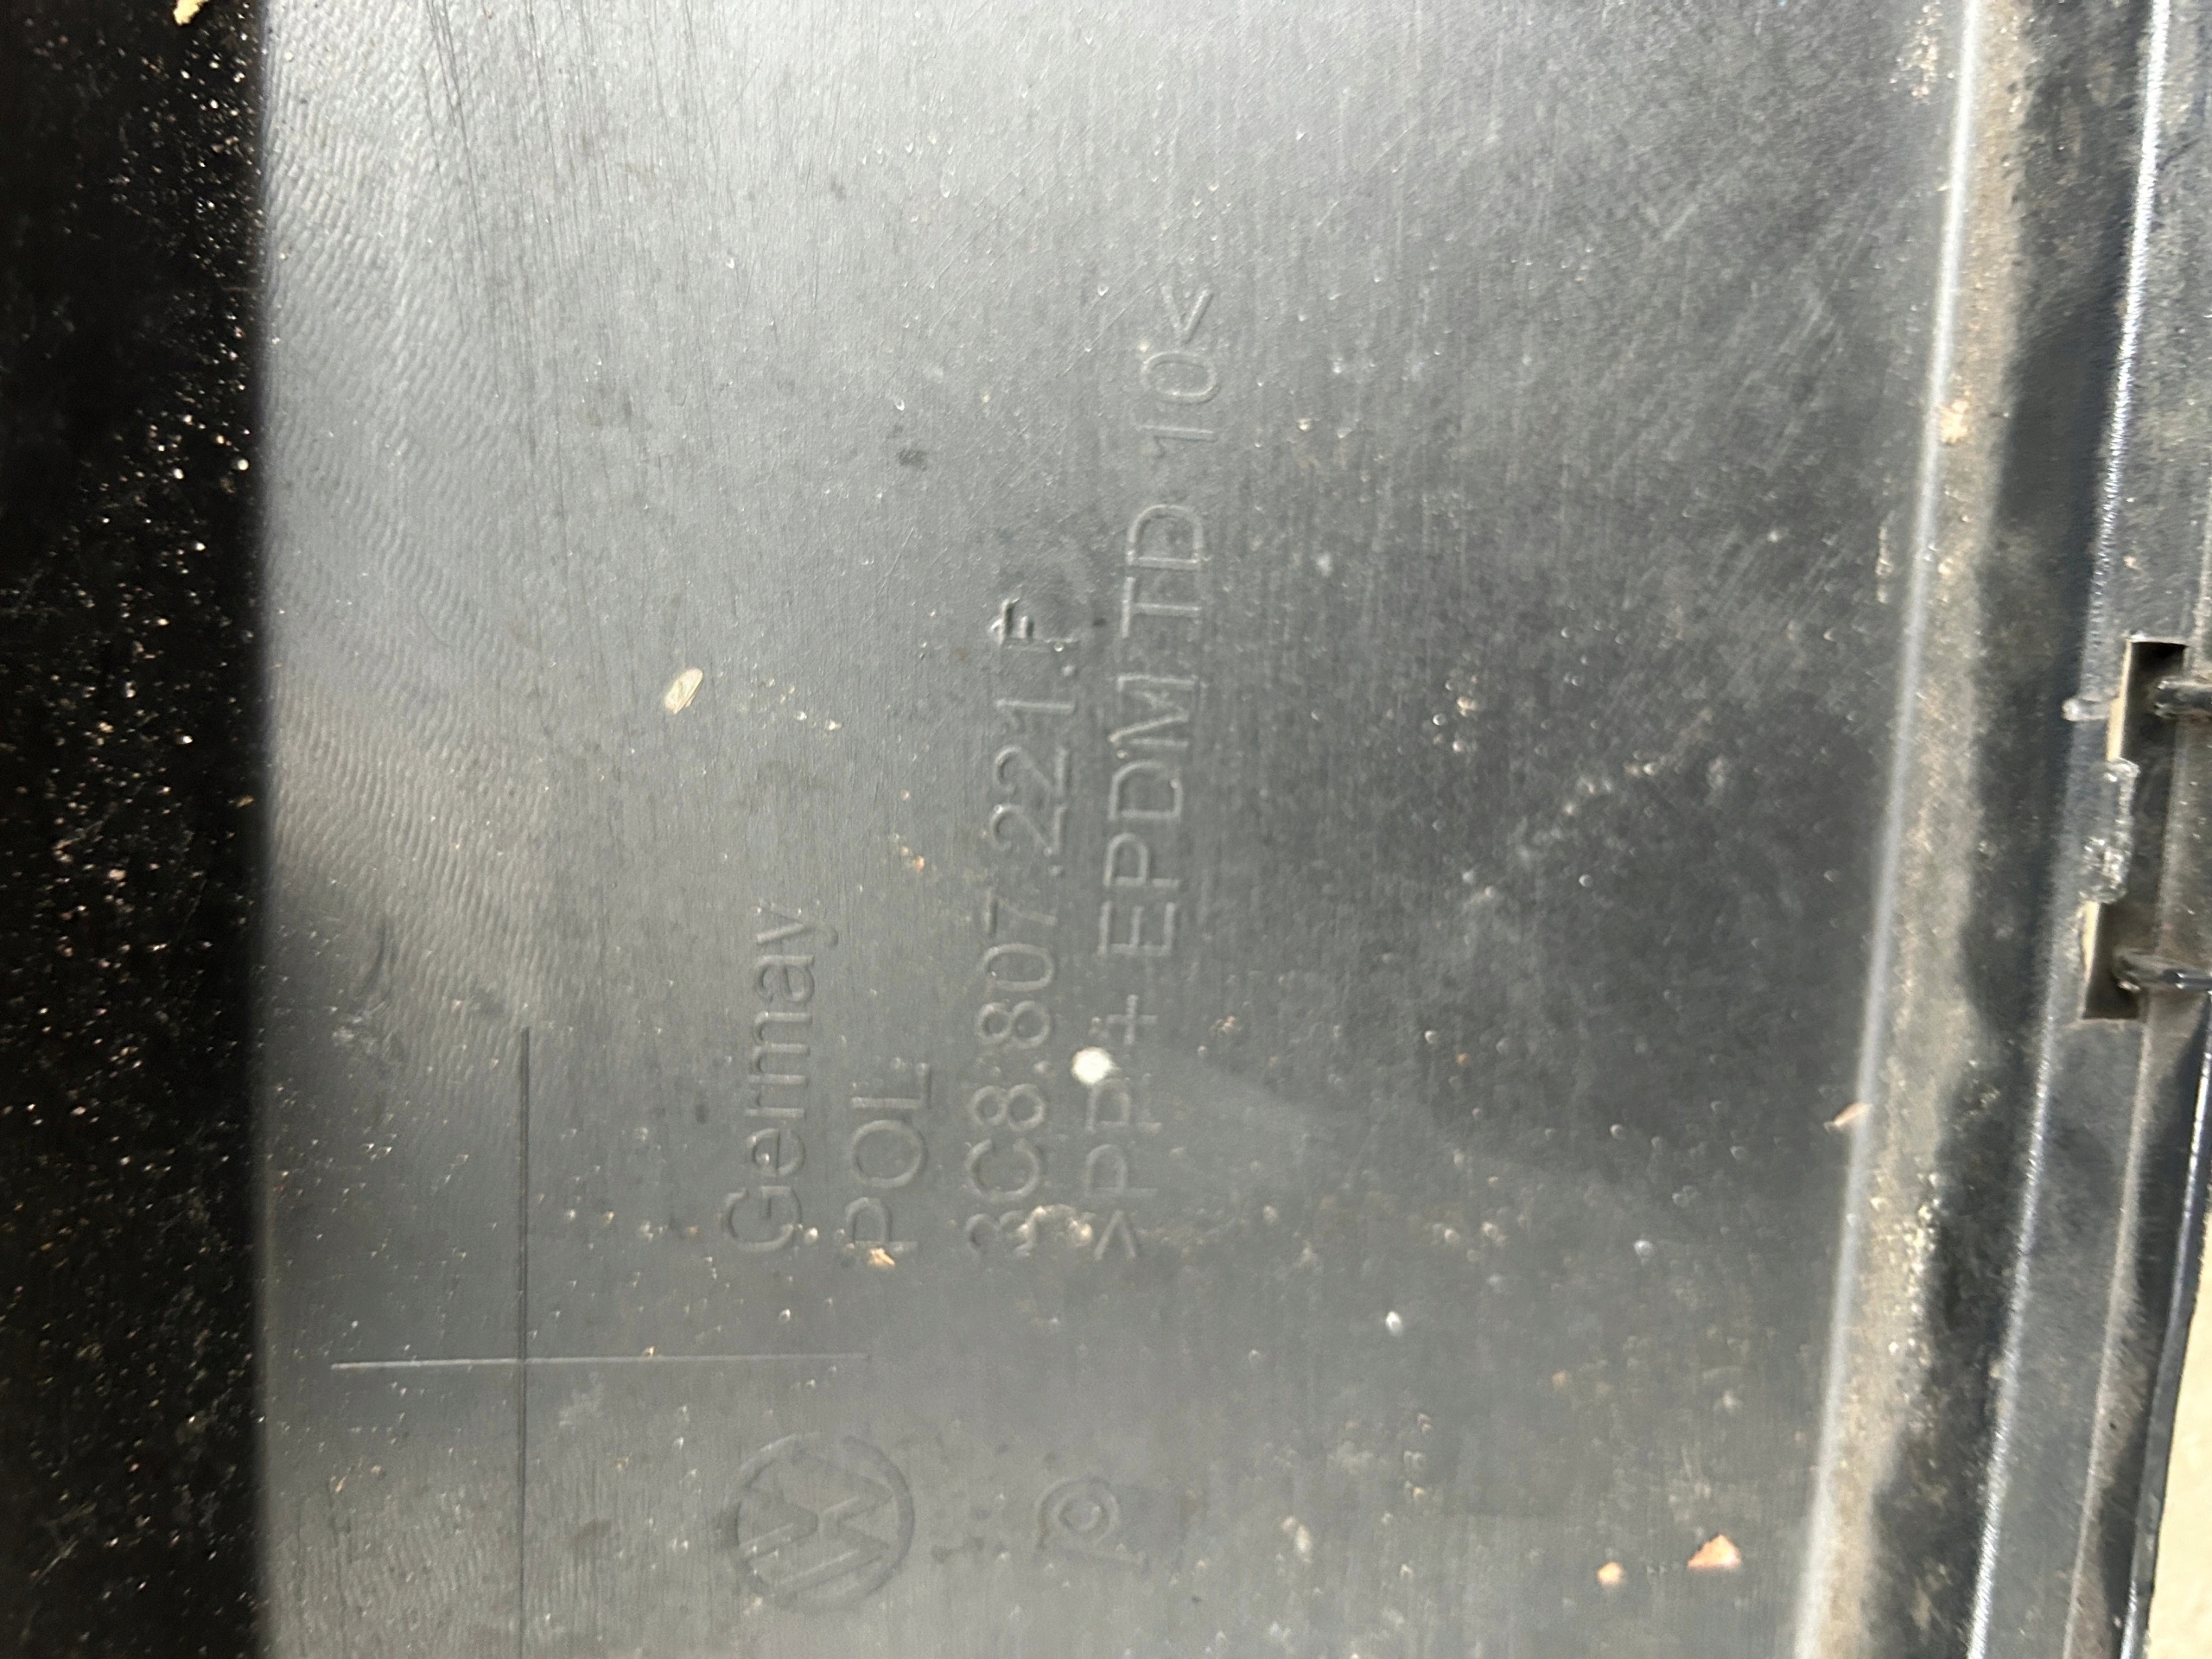 Germay
POL
3C8.807.221.F
>PP + EPDM TD 10<